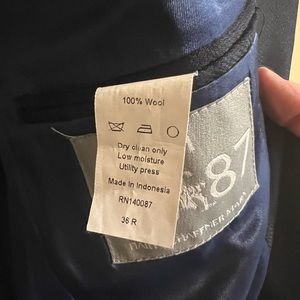 100% Wool
Dry clean only
Low moisture
Utility press
Made in Indonesia
RN140087
36 R
87